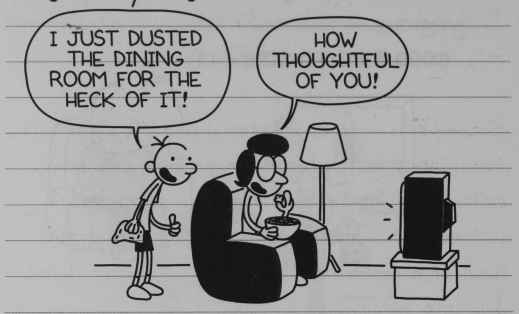 I JUST DUSTED
THE DINING
ROOM FOR THE
HECK OF IT!
HOW
THOUGHTFUL
OF YOU!